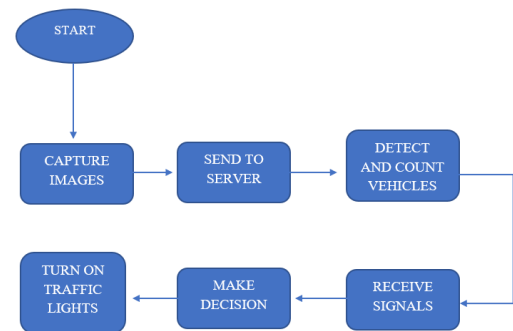 START
CAPTURE
IMAGES
SEND TO
SERVER
DETECT
AND COUNT
VEHICLES
RECEIVE
SIGNALS
MAKE
DECISION
TURN ON
TRAFFIC
LIGHTS